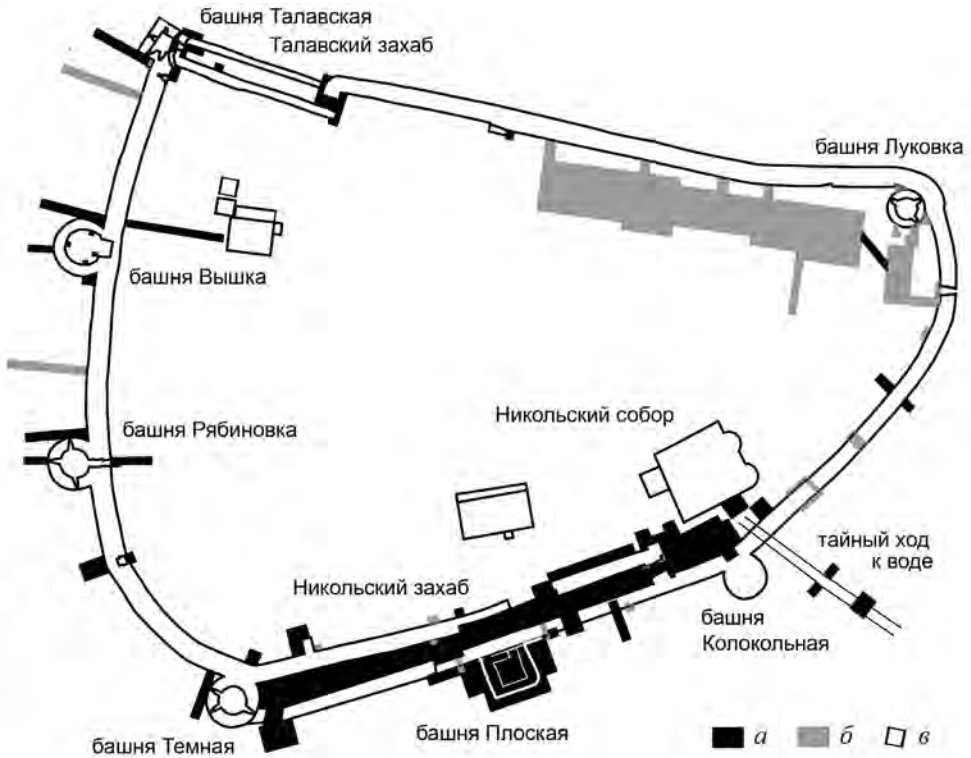 башня Талавская
Талавский захаб
башня Луковка
башня Вышка
Никольский собор
башня Рябиновка
тайный ход
к воде
Никольский захаб
башня
Колокольная
башня Плоская
башня Темная
а б в